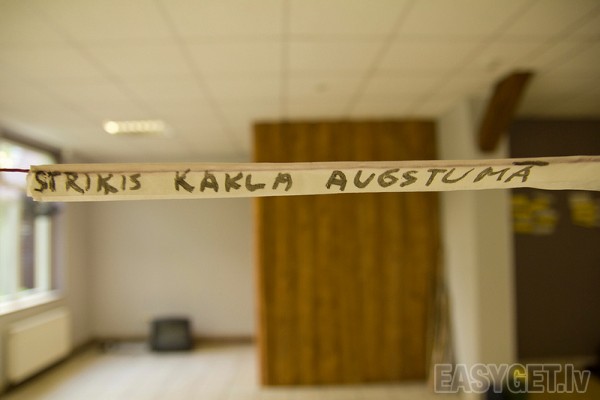 STRIĶIS KAKLA AUGSTUMĀ
EASYGET.lv